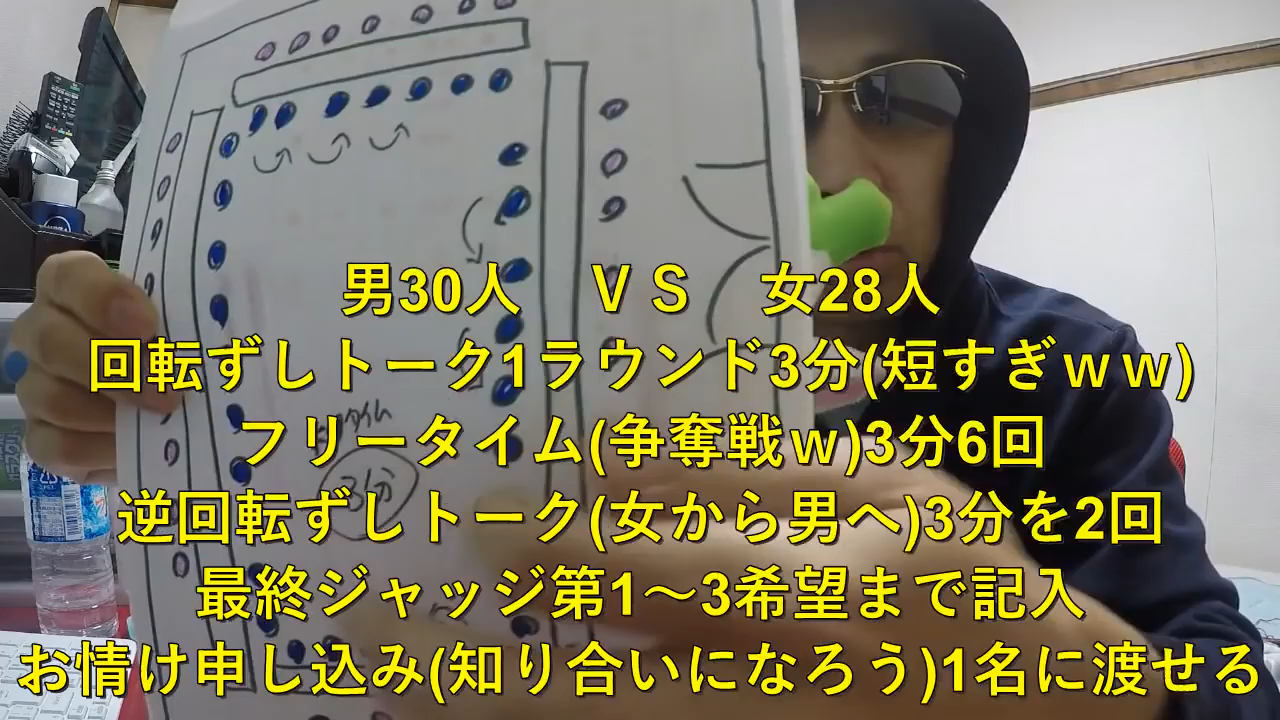 男30人　ＶＳ　女28人
回転ずしトーク1ラウンド3分(短すぎｗｗ)
フリータイム(争奪戦ｗ)3分6回
3分
逆回転ずしトーク(女から男へ)3分を2回
最終ジャッジ第1～3希望まで記入
お情け申し込み(知り合いになろう)1名に渡せる